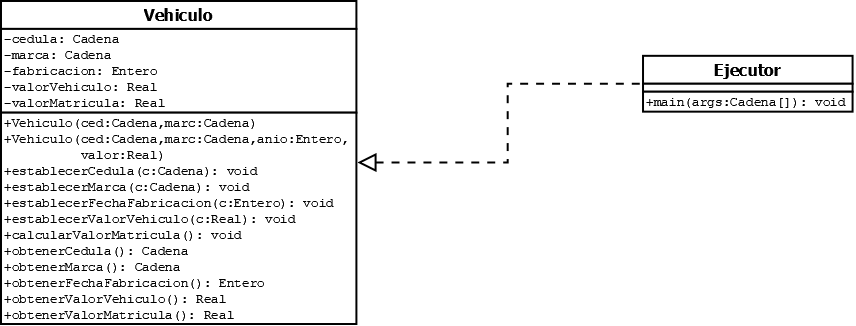 Vehiculo
-cedula: Cadena
-marca: Cadena
-fabricacion: Entero
-valorVehiculo: Real
-valorMatricula: Real
+Vehiculo(ced:Cadena,marc:Cadena)
+Vehiculo(ced:Cadena,marc:Cadena,anio:Entero,
valor:Real)
+establecerCedula(c:Cadena): void
+establecerMarca(c:Cadena): void
+establecerFechaFabricacion(c:Entero): void
+establecerValorVehiculo(c:Real): void
+calcularValorMatricula(): void
+obtenerCedula(): Cadena
+obtenerMarca(): Cadena
+obtenerFechaFabricacion(): Entero
+obtenerValorVehiculo(): Real
+obtenerValorMatricula(): Real
Ejecutor
+main(args:Cadena[]): void